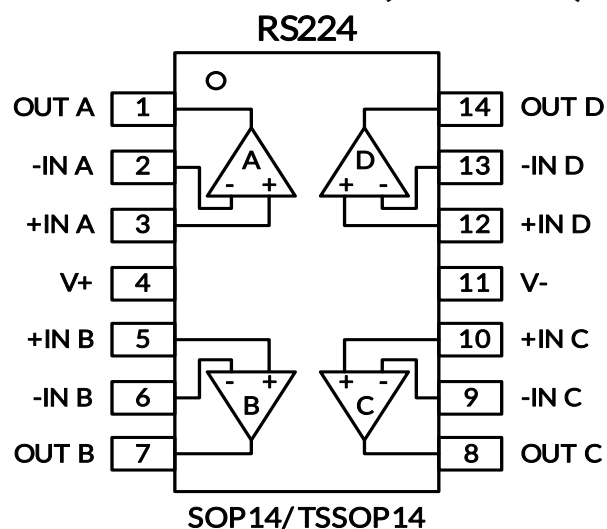 RS224
OUT A 1 14 OUT D
-IN A 2 A D 13 -IN D
- + + -
+IN A 3 12 +IN D
V+ 4 11 V-
+IN B 5 10 +IN C
- + + -
-IN B 6 B C 9 -IN C
OUT B 7 8 OUT C
SOP14/TSSOP14